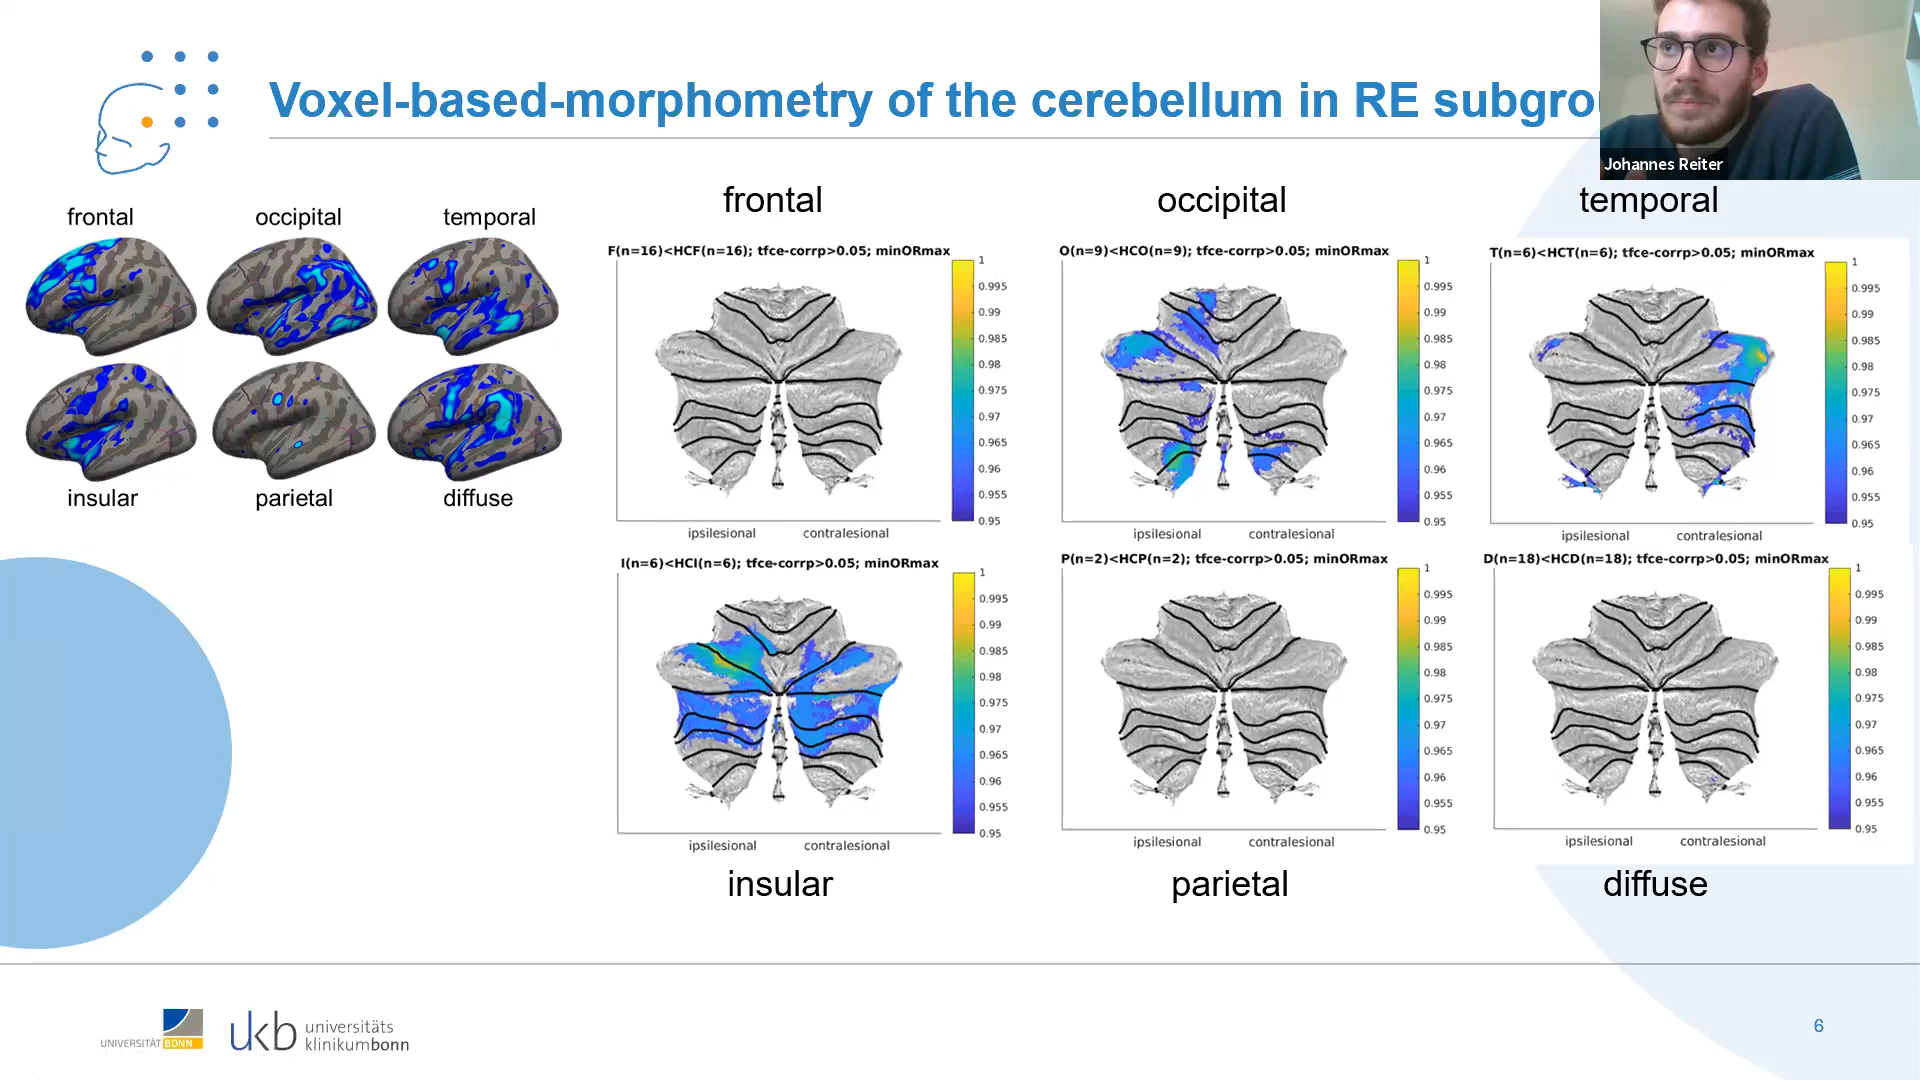 Voxel-based-morphometry of the cerebellum in RE subgro
Johannes Reiter
frontal
occipital
temporal
insular
parietal
diffuse
frontal
occipital
temporal
F(n=16)<HCF(n=16); tfce-corrp>0.05; minORmax
1
0.995
0.99
0.985
0.98
0.975
0.97
0.965
0.96
0.955
0.95
ipsilesional
contralesional
O(n=9)<HCO(n=9); tfce-corrp>0.05; minORmax
1
0.995
0.99
0.985
0.98
0.975
0.97
0.965
0.96
0.955
0.95
ipsilesional
contralesional
T(n=6)<HCT(n=6); tfce-corrp>0.05; minORmax
1
0.995
0.99
0.985
0.98
0.975
0.97
0.965
0.96
0.955
0.95
ipsilesional
contralesional
I(n=6)<HCI(n=6); tfce-corrp>0.05; minORmax
1
0.995
0.99
0.985
0.98
0.975
0.97
0.965
0.96
0.955
0.95
ipsilesional
contralesional
P(n=2)<HCP(n=2); tfce-corrp>0.05; minORmax
1
0.995
0.99
0.985
0.98
0.975
0.97
0.965
0.96
0.955
0.95
ipsilesional
contralesional
D(n=18)<HCD(n=18); tfce-corrp>0.05; minORmax
1
0.995
0.99
0.985
0.98
0.975
0.97
0.965
0.96
0.955
0.95
ipsilesional
contralesional
insular
parietal
diffuse
UNIVERSITÄT BONN
ukb
universitäts
klinikumbonn
6